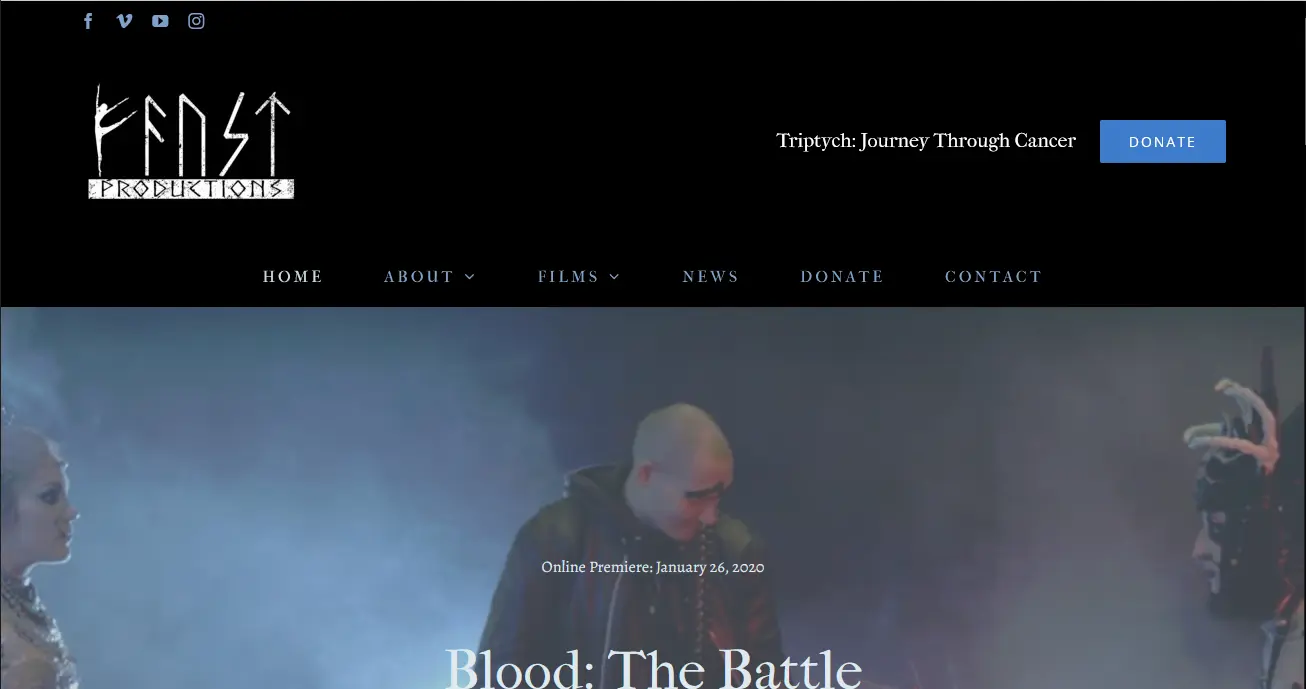 FAUST
PRODUCTIONS
Triptych: Journey Through Cancer
DONATE
HOME
ABOUT
FILMS
NEWS
DONATE
CONTACT
Online Premiere: January 26, 2020
Blood: The Battle